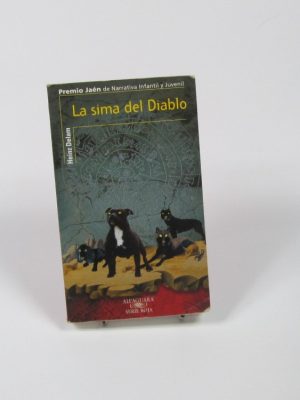 Premio Jaén de Narrativa Infantil y Juvenil
La sima del Diablo
Heinz Delam
ALFAGUARA
SERIE ROJA